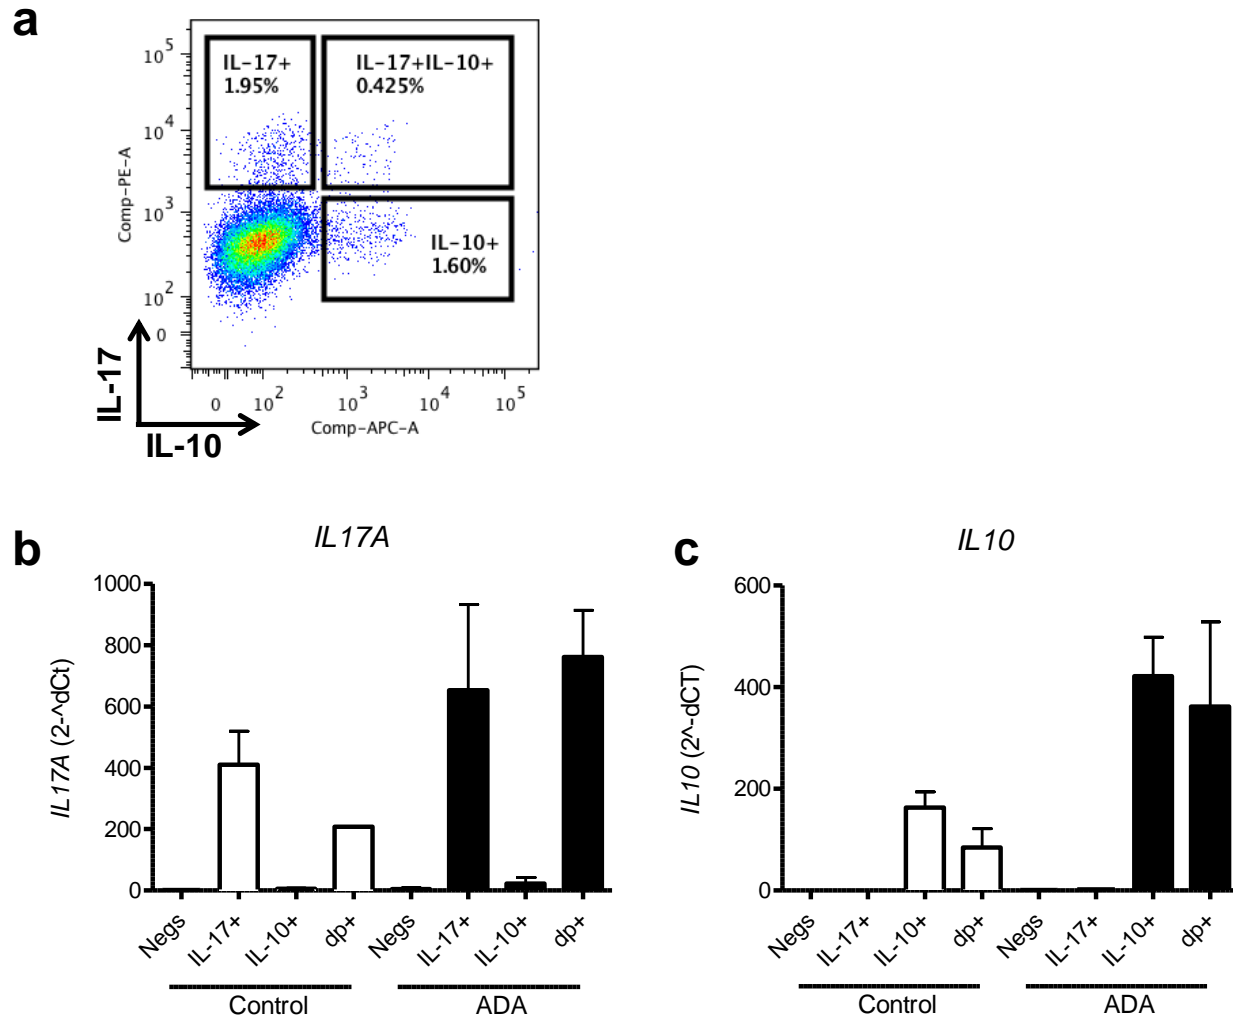 a
IL-17+
1.95%
IL-17+IL-10+
0.425%
IL-10+
1.60%
10^5
10^4
10^3
10^2
0
Comp-PE-A
0 10^2 10^3 10^4 10^5
Comp-APC-A
IL-17
IL-10
b
IL17A
IL17A (2-^dCt)
1000
800
600
400
200
0
Negs IL-17+ IL-10+ dp+ Negs IL-17+ IL-10+ dp+
Control ADA
c
IL10
IL10 (2^-dCT)
600
400
200
0
Negs IL-17+ IL-10+ dp+ Negs IL-17+ IL-10+ dp+
Control ADA